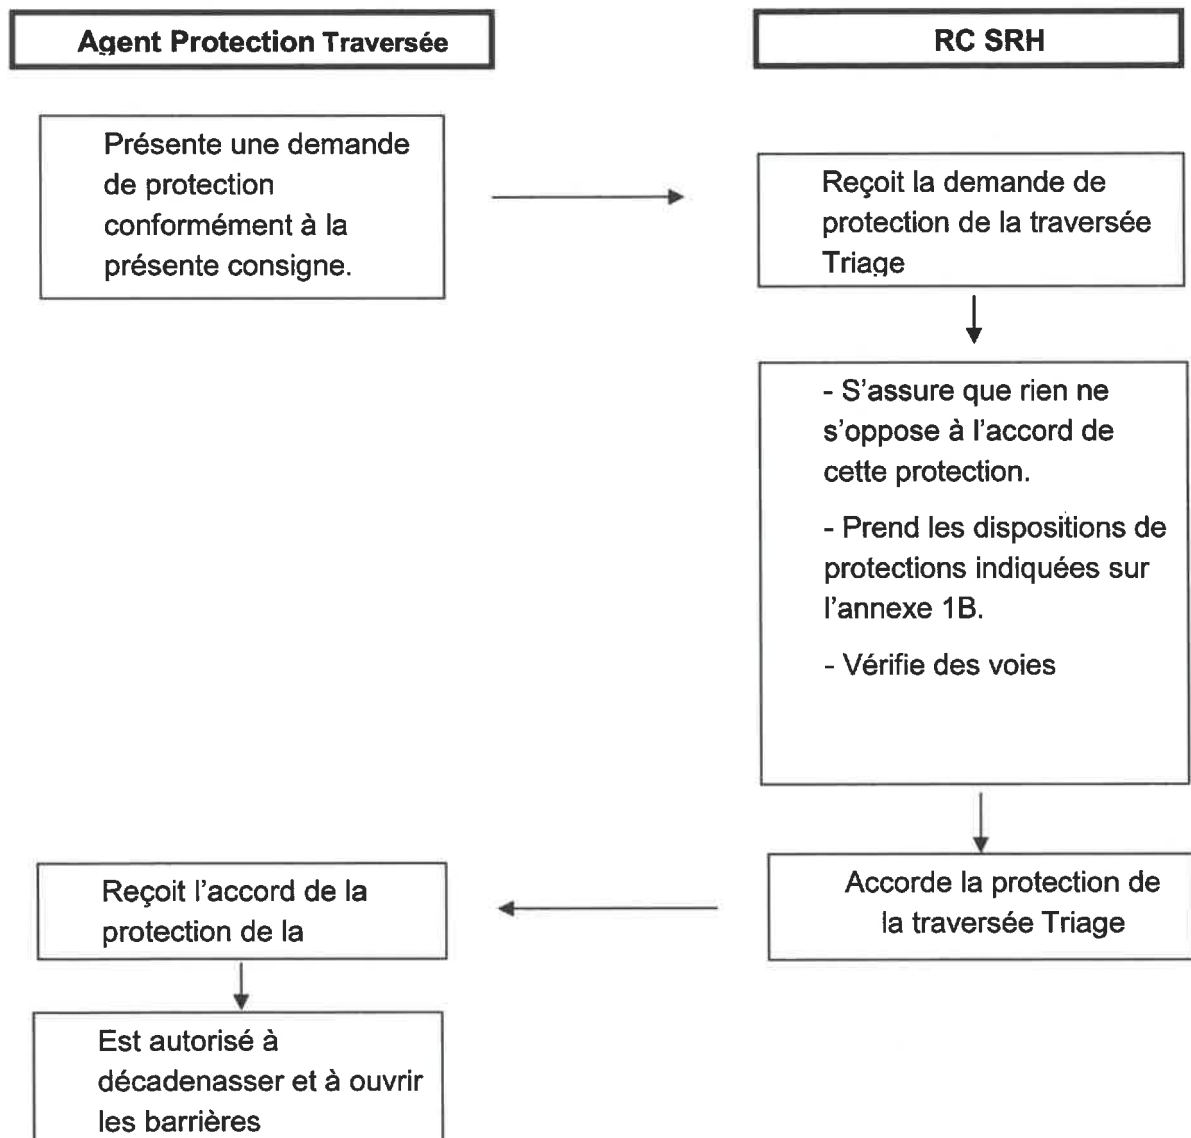 Agent Protection Traversée
RC SRH
Présente une demande
de protection
conformément à la
présente consigne.
Reçoit la demande de
protection de la traversée
Triage
- S'assure que rien ne
s'oppose à l'accord de
cette protection.
- Prend les dispositions de
protections indiquées sur
l'annexe 1B.
- Vérifie des voies
Accorde la protection de
la traversée Triage
Reçoit l'accord de la
protection de la
Est autorisé à
décadenasser et à ouvrir
les barrières